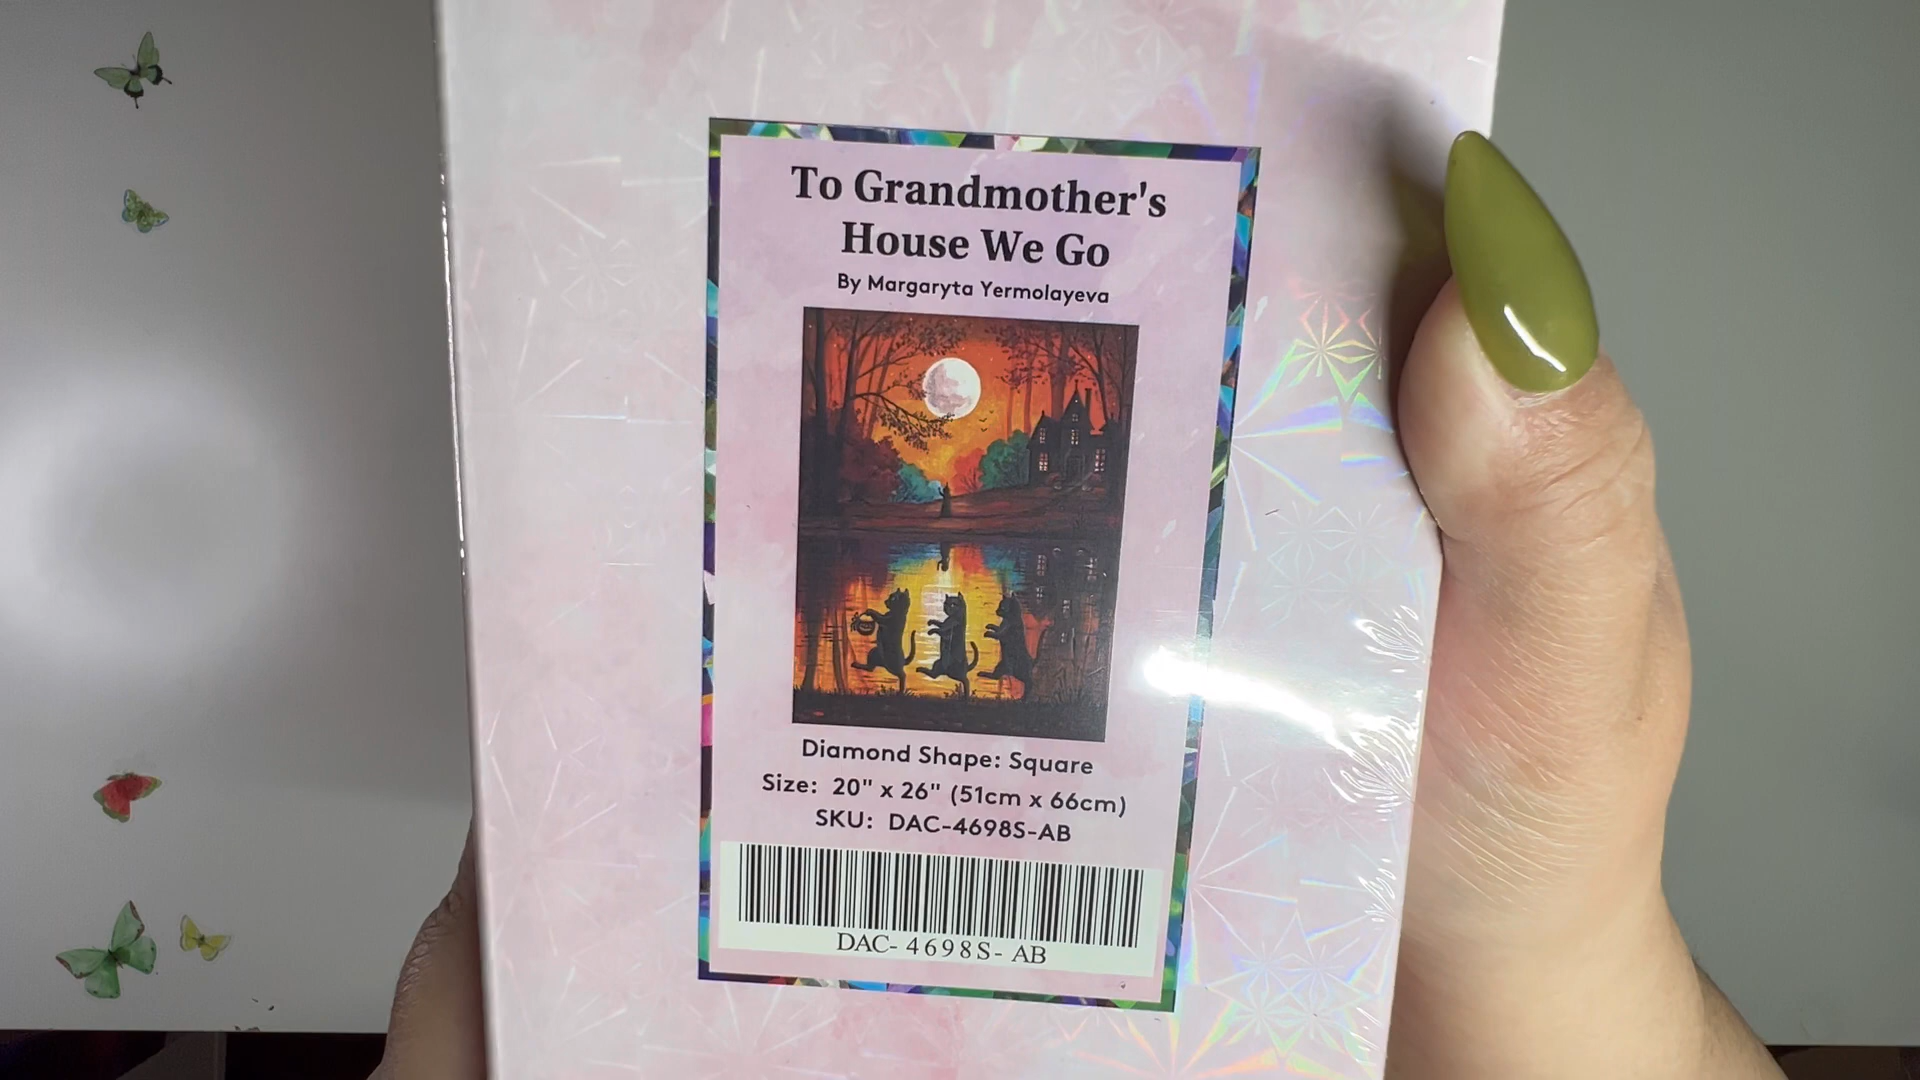 To Grandmother's
House We Go
By Margaryta Yermolayeva
Diamond Shape: Square
Size: 20" x 26" (51cm x 66cm)
SKU: DAC-4698S-AB
DAC- 4698S- AB